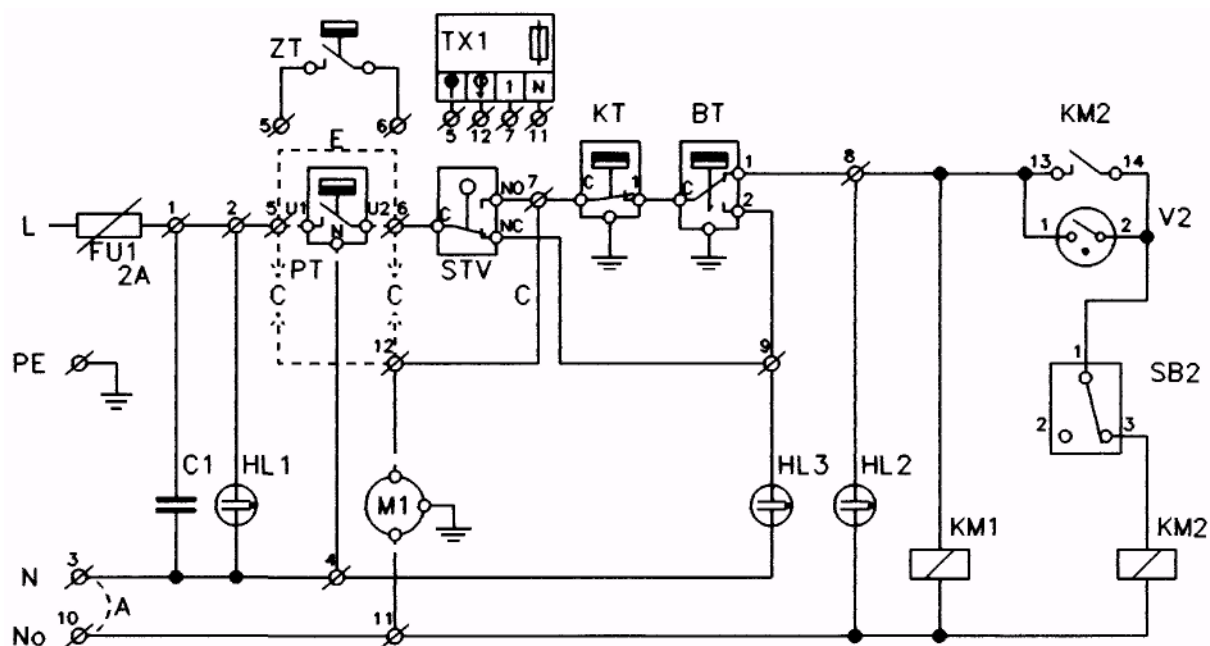 ZT
TX1
5 12 7 11
1 N
KT BT KM2
5 6
E
7 C 1 C 1 8 13 14
2
L FU1 2A
1 2 5 U1 N U2 6 C NO NC
PT STV
1 2 V2
C C C
12 9
PE
1
SB2
2 3
C1 HL1 M1 HL3 HL2
KM1 KM2
N 3 4
A
No 10 11